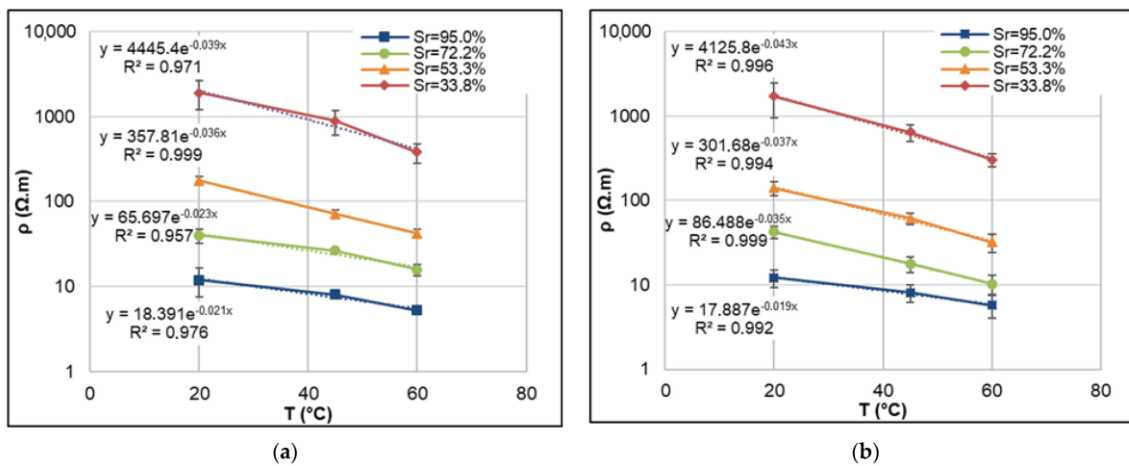 10,000
1000
100
10
1
ρ (Ω.m)
y = 4445.4e^-0.039x
R² = 0.971
y = 357.81e^-0.036x
R² = 0.999
y = 65.697e^-0.023x
R² = 0.957
y = 18.391e^-0.021x
R² = 0.976
Sr=95.0%
Sr=72.2%
Sr=53.3%
Sr=33.8%
0 20 40 60 80
T (°C)
(a)
10,000
1000
100
10
1
ρ (Ω.m)
y = 4125.8e^-0.043x
R² = 0.996
y = 301.68e^-0.037x
R² = 0.994
y = 86.488e^-0.035x
R² = 0.999
y = 17.887e^-0.019x
R² = 0.992
Sr=95.0%
Sr=72.2%
Sr=53.3%
Sr=33.8%
0 20 40 60 80
T (°C)
(b)